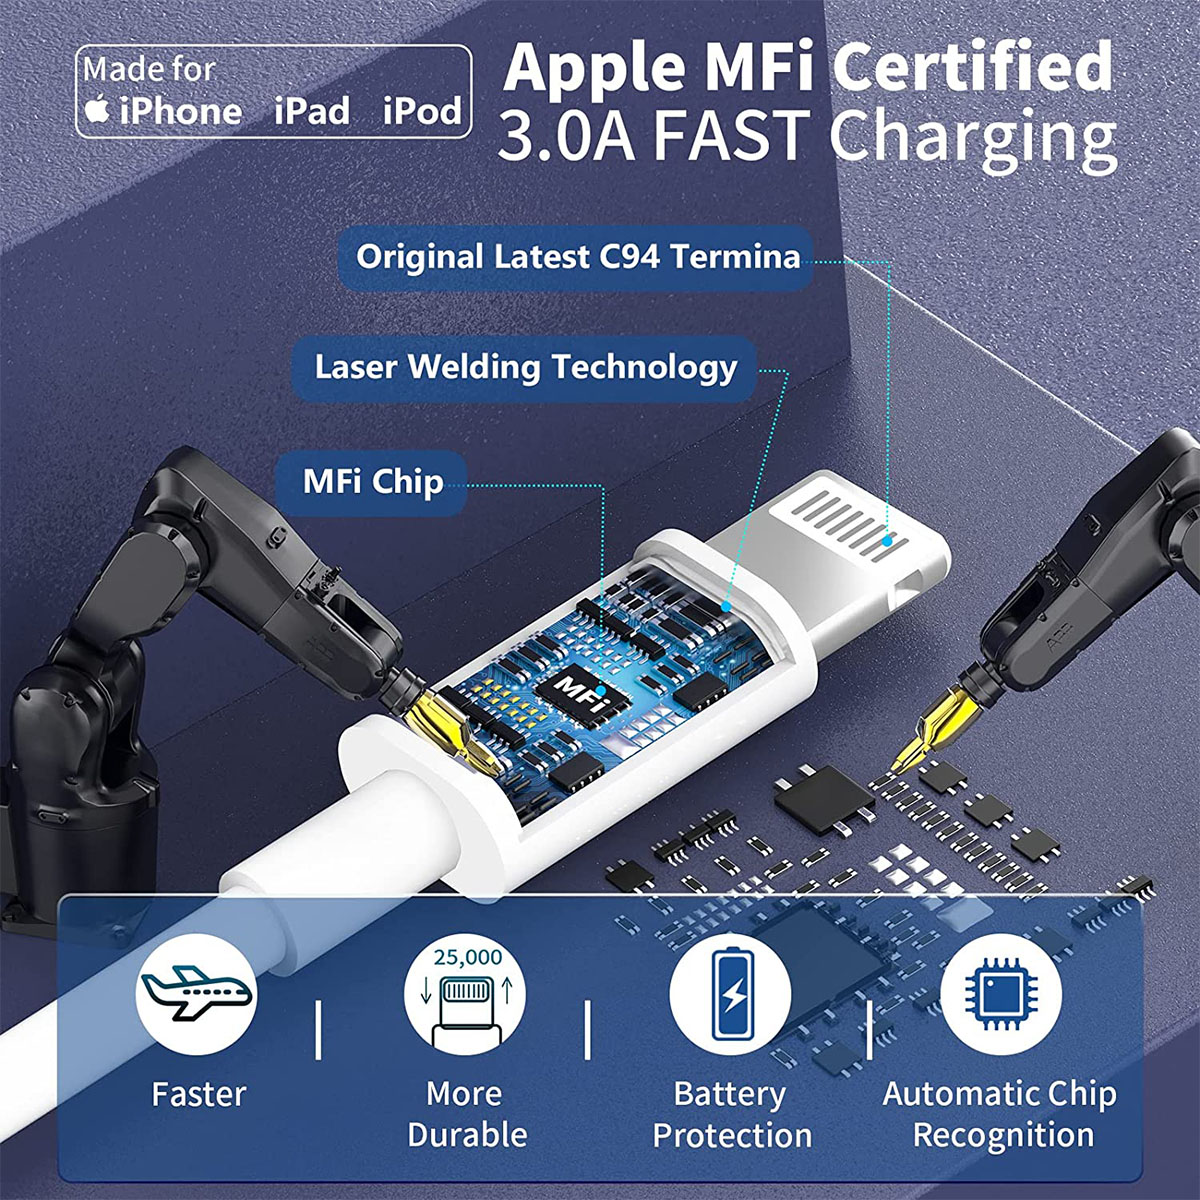 Made for
iPhone iPad iPod
Apple MFi Certified
3.0A FAST Charging
Original Latest C94 Termina
Laser Welding Technology
MFi Chip
MFi
25,000
Faster
More
Durable
Battery
Protection
Automatic Chip
Recognition